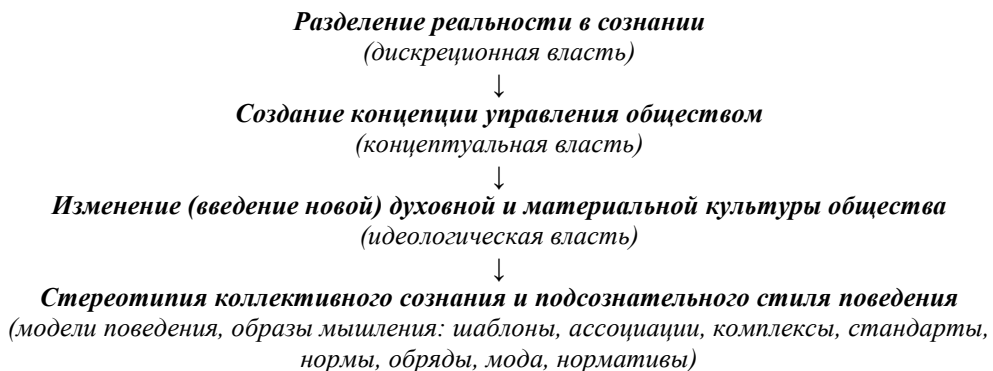 Разделение реальности в сознании
(дискреционная власть)
↓
Создание концепции управления обществом
(концептуальная власть)
↓
Изменение (введение новой) духовной и материальной культуры общества
(идеологическая власть)
↓
Стереотипия коллективного сознания и подсознательного стиля поведения
(модели поведения, образы мышления: шаблоны, ассоциации, комплексы, стандарты,
нормы, обряды, мода, нормативы)